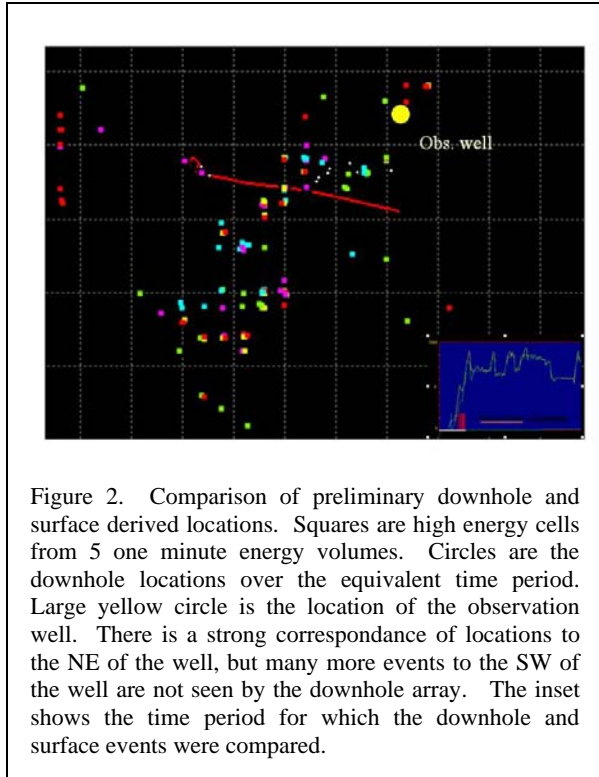 Obs. well
Figure 2. Comparison of preliminary downhole and
surface derived locations. Squares are high energy cells
from 5 one minute energy volumes. Circles are the
downhole locations over the equivalent time period.
Large yellow circle is the location of the observation
well. There is a strong correspondance of locations to
the NE of the well, but many more events to the SW of
the well are not seen by the downhole array. The inset
shows the time period for which the downhole and
surface events were compared.